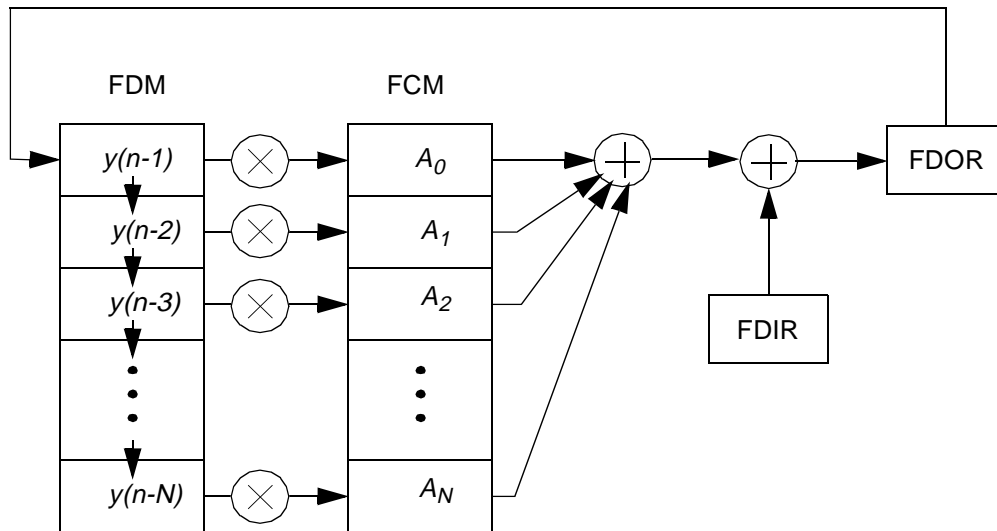 FDM FCM
y(n-1) A0 FDOR
y(n-2) A1
y(n-3) A2 FDIR
y(n-N) AN